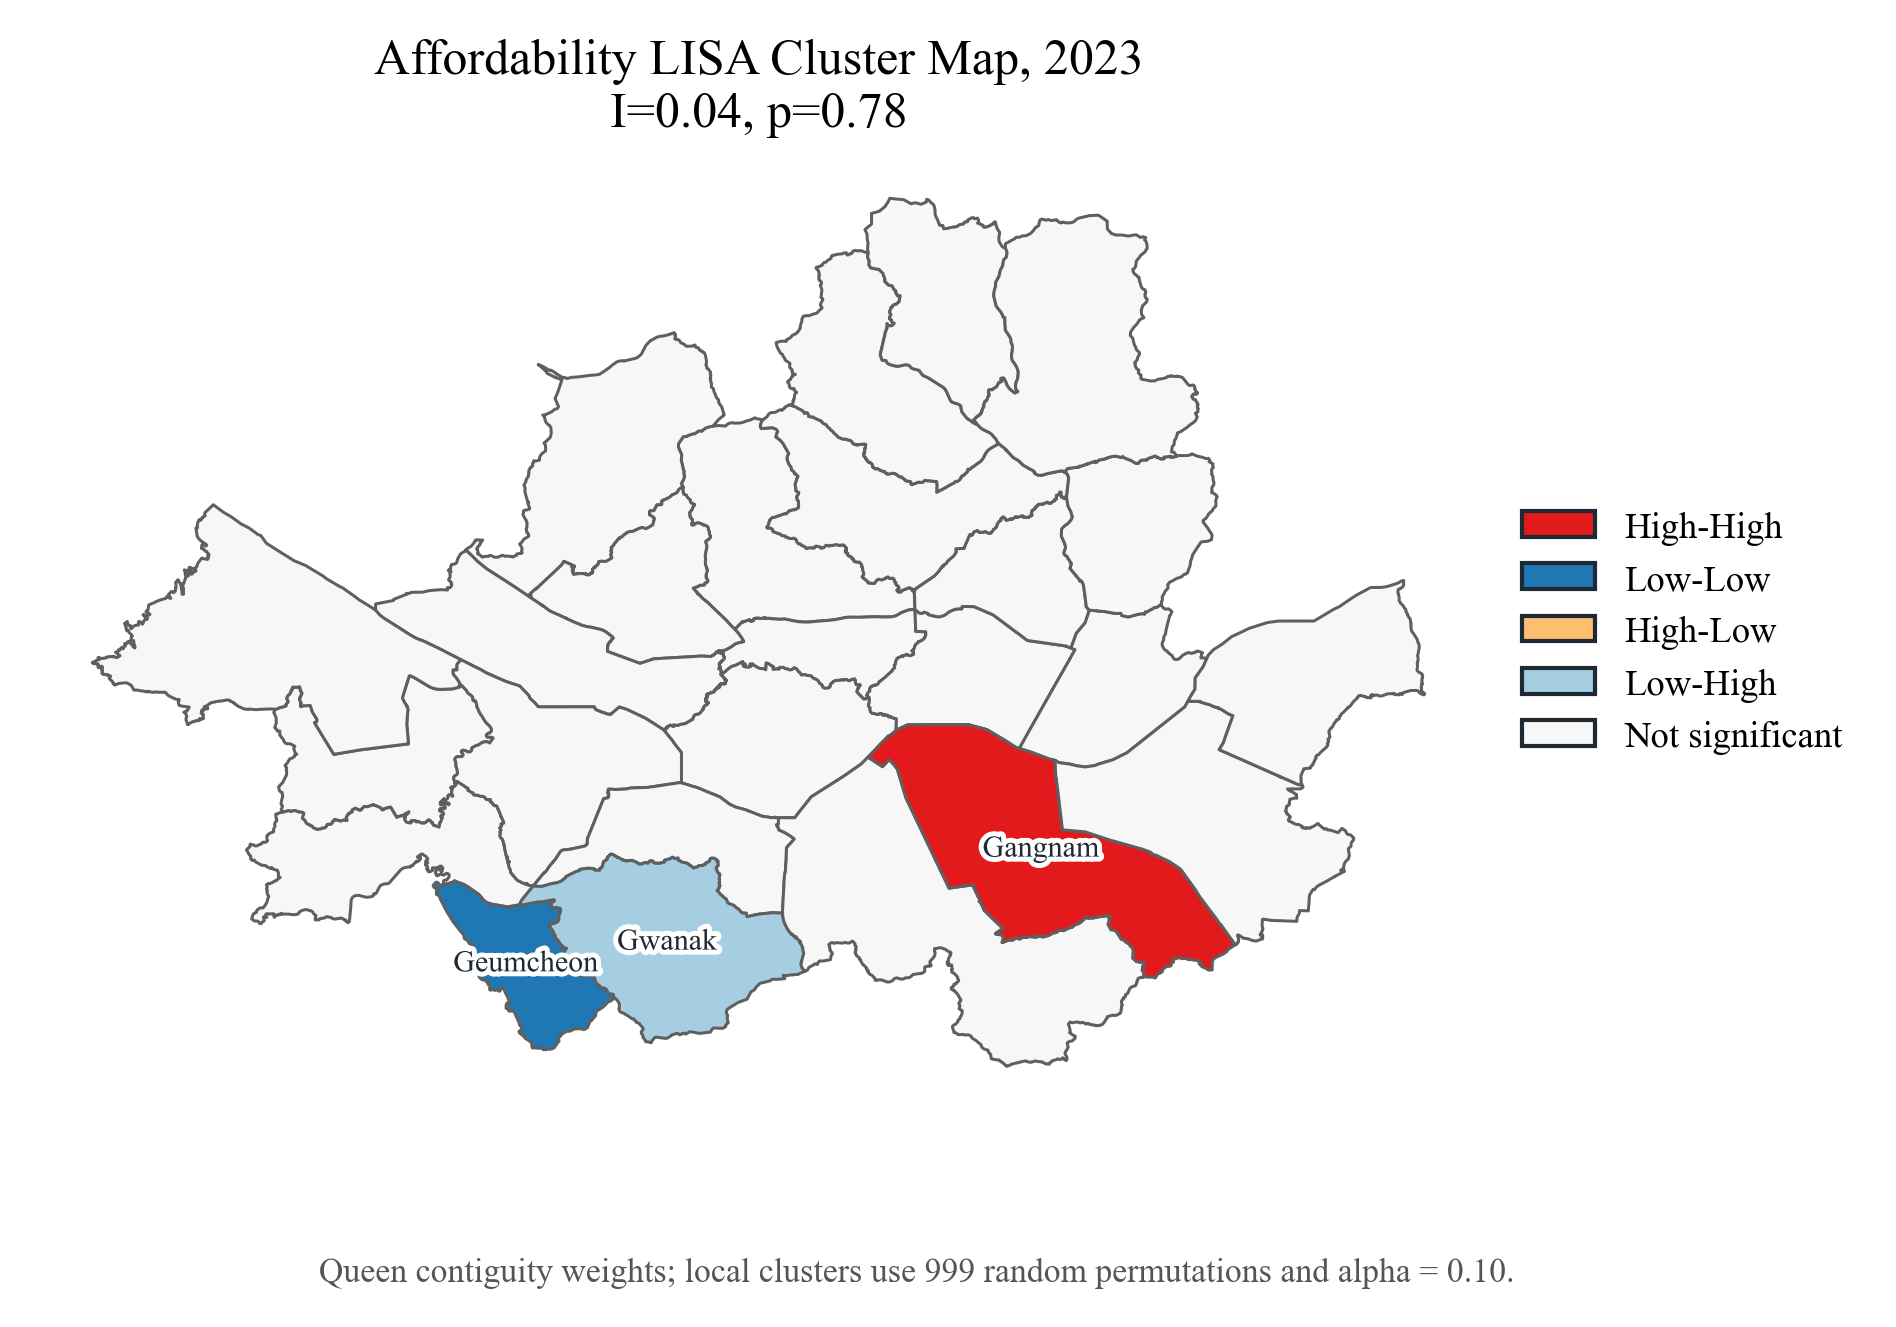 Affordability LISA Cluster Map, 2023
I=0.04, p=0.78
High-High
Low-Low
High-Low
Low-High
Not significant
Gangnam
Gwanak
Geumcheon
Queen contiguity weights; local clusters use 999 random permutations and alpha = 0.10.